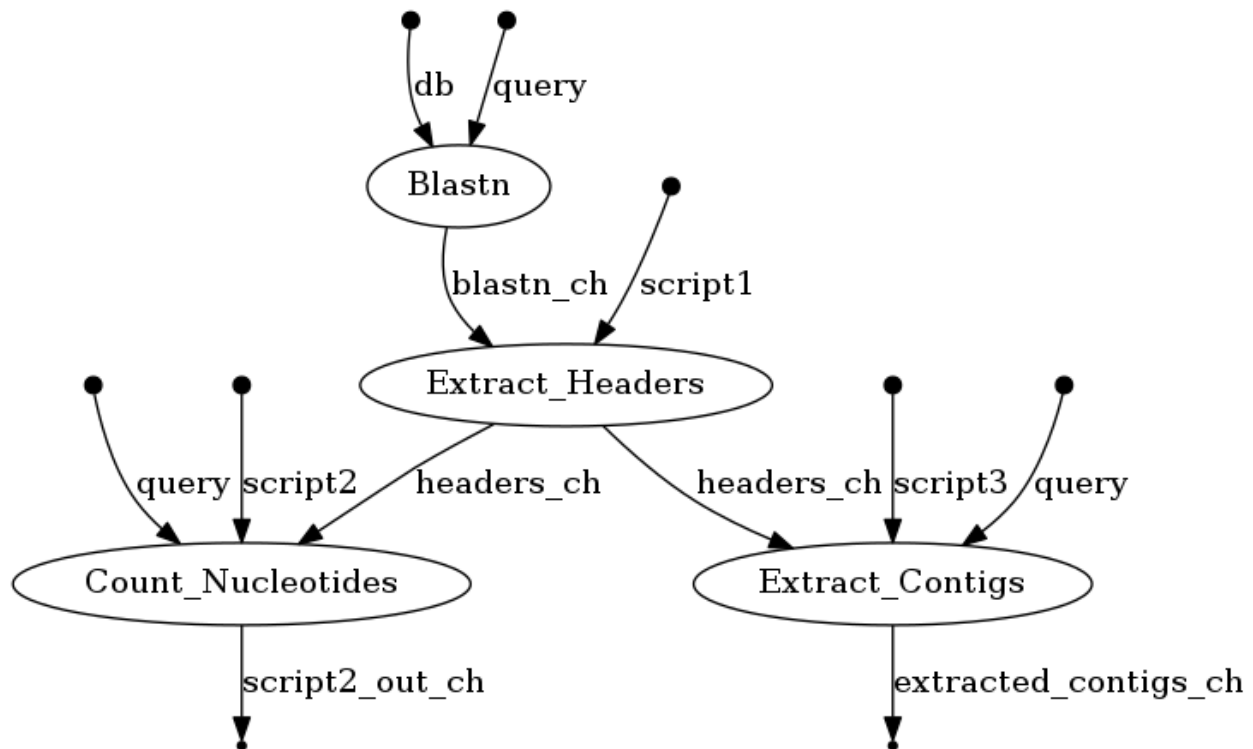 db query
Blastn
blastn_ch script1
Extract_Headers
query script2 headers_ch headers_ch script3 query
Count_Nucleotides Extract_Contigs
script2_out_ch extracted_contigs_ch